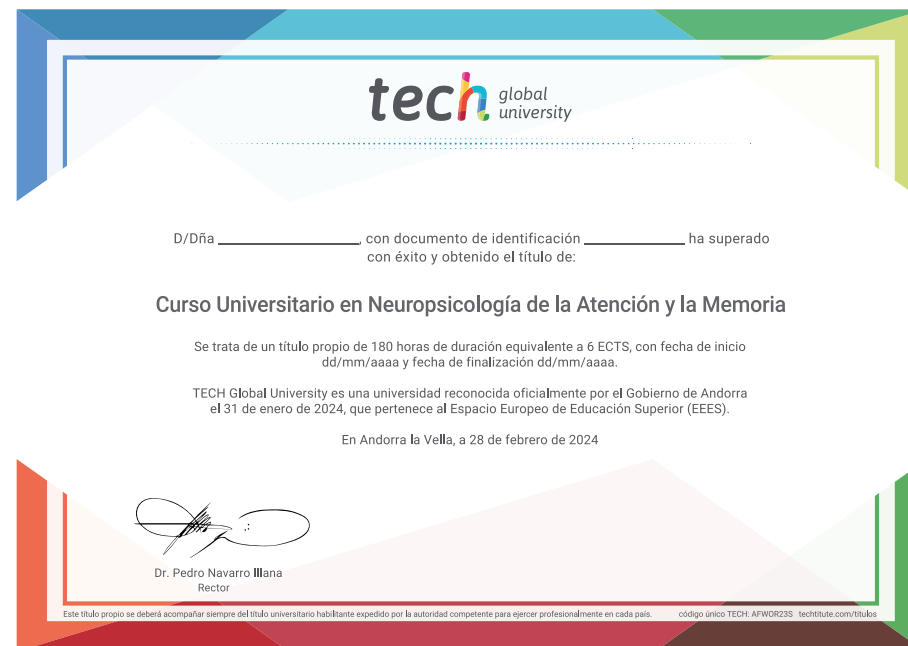 tech global university
D/Dña ____________________, con documento de identificación ______________ ha superado
con éxito y obtenido el título de:
Curso Universitario en Neuropsicología de la Atención y la Memoria
Se trata de un título propio de 180 horas de duración equivalente a 6 ECTS, con fecha de inicio
dd/mm/aaaa y fecha de finalización dd/mm/aaaa.
TECH Global University es una universidad reconocida oficialmente por el Gobierno de Andorra
el 31 de enero de 2024, que pertenece al Espacio Europeo de Educación Superior (EEES).
En Andorra la Vella, a 28 de febrero de 2024
Dr. Pedro Navarro Illana
Rector
Este título propio se deberá acompañar siempre del título universitario habilitante expedido por la autoridad competente para ejercer profesionalmente en cada país. código único TECH: AFWOR23S techtitute.com/titulos